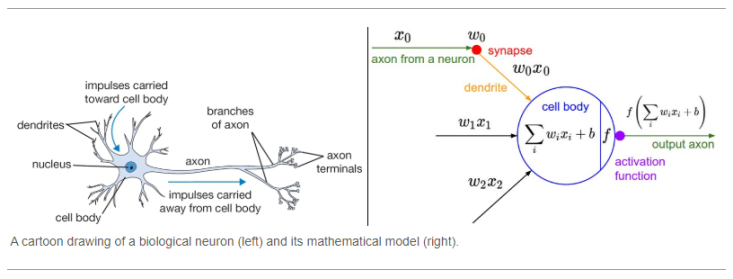 impulses carried
toward cell body
dendrites
nucleus
cell body
axon
impulses carried
away from cell body
branches
of axon
axon
terminals
x₀
w₀
synapse
axon from a neuron
w₀x₀
dendrite
cell body
w₁x₁
∑ᵢ wᵢxᵢ + b
f
f(∑ᵢ wᵢxᵢ + b)
output axon
activation
function
w₂x₂
A cartoon drawing of a biological neuron (left) and its mathematical model (right).